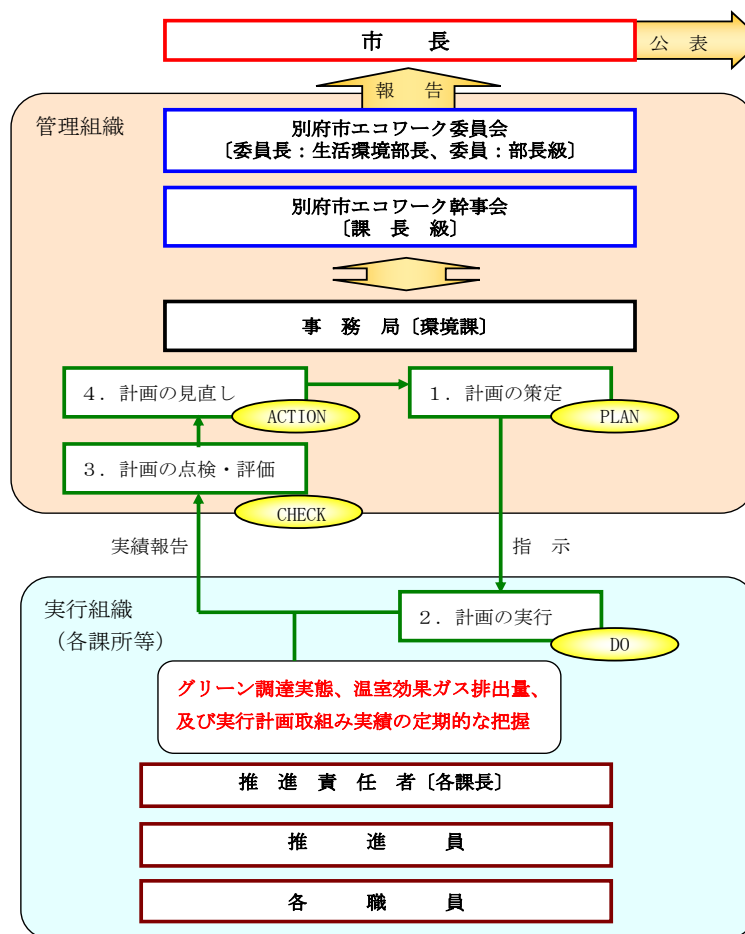 市　長
公　表
報　告
管理組織
別府市エコワーク委員会
〔委員長：生活環境部長、委員：部長級〕
別府市エコワーク幹事会
〔課　長　級〕
事　務　局〔環境課〕
４．計画の見直し
ACTION
１．計画の策定
PLAN
３．計画の点検・評価
CHECK
実績報告
指　示
実行組織
（各課所等）
２．計画の実行
DO
グリーン調達実態、温室効果ガス排出量、
及び実行計画取組み実績の定期的な把握
推　進　責　任　者〔各課長〕
推　進　員
各　職　員